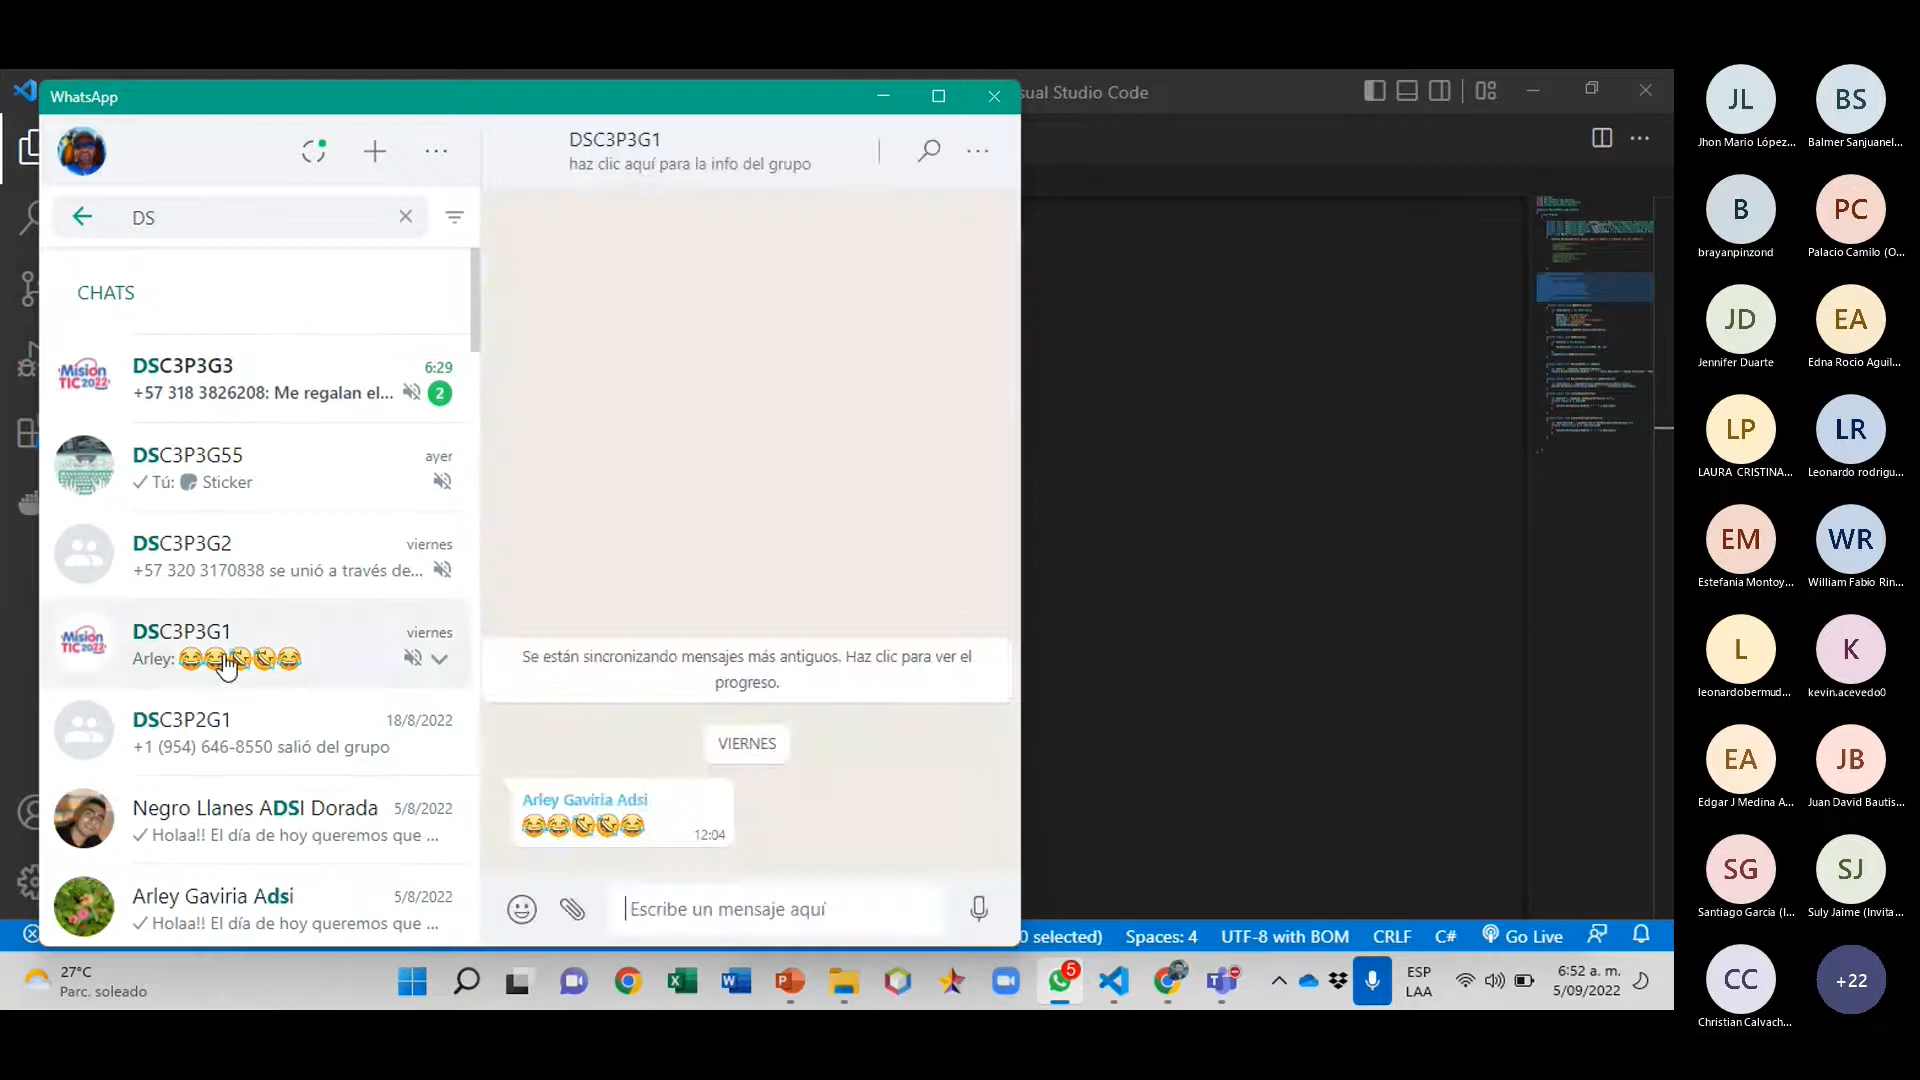 WhatsApp
sual Studio Code
DS
CHATS
DSC3P3G3
6:29
+57 318 3826208: Me regalan el...
2
DSC3P3G55
ayer
Tú: Sticker
DSC3P3G2
viernes
+57 320 3170838 se unió a través de...
DSC3P3G1
viernes
Arley: 😂😂🤣🤣😂
DSC3P2G1
18/8/2022
+1 (954) 646-8550 salió del grupo
Negro Llanes ADSI Dorada
5/8/2022
Holaa!! El día de hoy queremos que ...
Arley Gaviria Adsi
5/8/2022
Holaa!! El día de hoy queremos que ...
Misión
TIC2022
Misión
TIC2022
DSC3P3G1
haz clic aquí para la info del grupo
Se están sincronizando mensajes más antiguos. Haz clic para ver el
progreso.
VIERNES
Arley Gaviria Adsi
😂😂🤣🤣😂
12:04
Escribe un mensaje aquí
0 selected)
Spaces: 4
UTF-8 with BOM
CRLF
C#
Go Live
27°C
Parc. soleado
5
ESP
LAA
6:52 a. m.
5/09/2022
JL
Jhon Mario López...
BS
Balmer Sanjuanel...
B
brayanpinzond
PC
Palacio Camilo (O...
JD
Jennifer Duarte
EA
Edna Rocio Aguil...
LP
LAURA CRISTINA...
LR
Leonardo rodrigu...
EM
Estefania Montoy...
WR
William Fabio Rin...
L
leonardobermud...
K
kevin.acevedo0
EA
Edgar J Medina A...
JB
Juan David Bautis...
SG
Santiago Garcia (I...
SJ
Suly Jaime (Invita...
CC
Christian Calvach...
+22